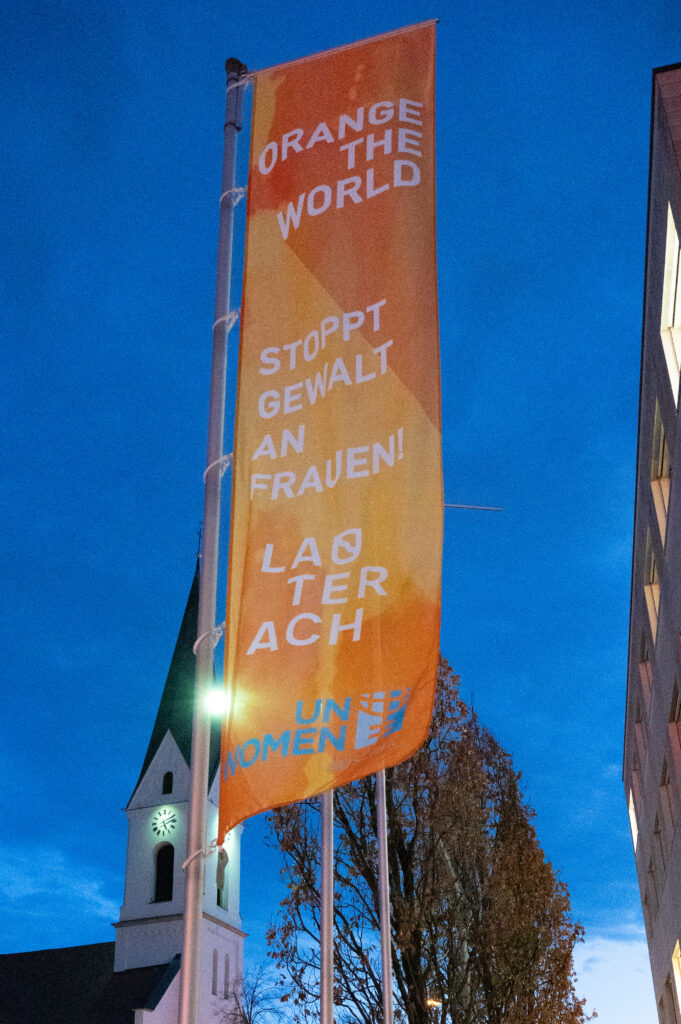 ORANGE
THE
WORLD
STOPPT
GEWALT
AN
FRAUEN!
LAU
TER
ACH
UN
WOMEN